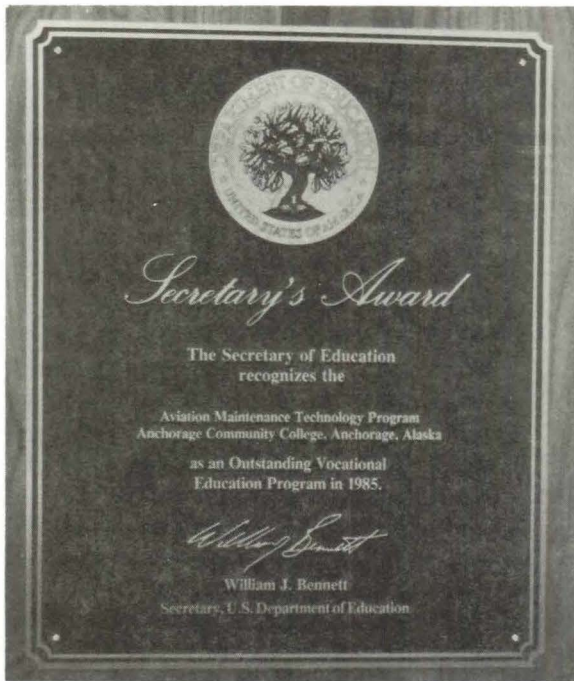 DEPARTMENT OF EDUCATION
UNITED STATES OF AMERICA
Secretary's Award
The Secretary of Education
recognizes the
Aviation Maintenance Technology Program
Anchorage Community College, Anchorage, Alaska
as an Outstanding Vocational
Education Program in 1985.
William Bennett
William J. Bennett
Secretary, U.S. Department of Education